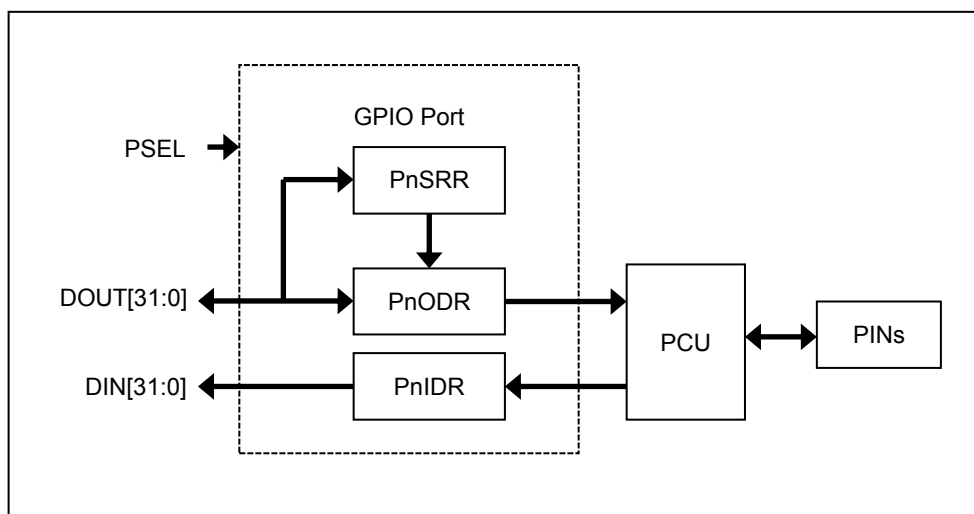 GPIO Port
PSEL
PnSRR
DOUT[31:0]
PnODR
PCU
PINs
DIN[31:0]
PnIDR